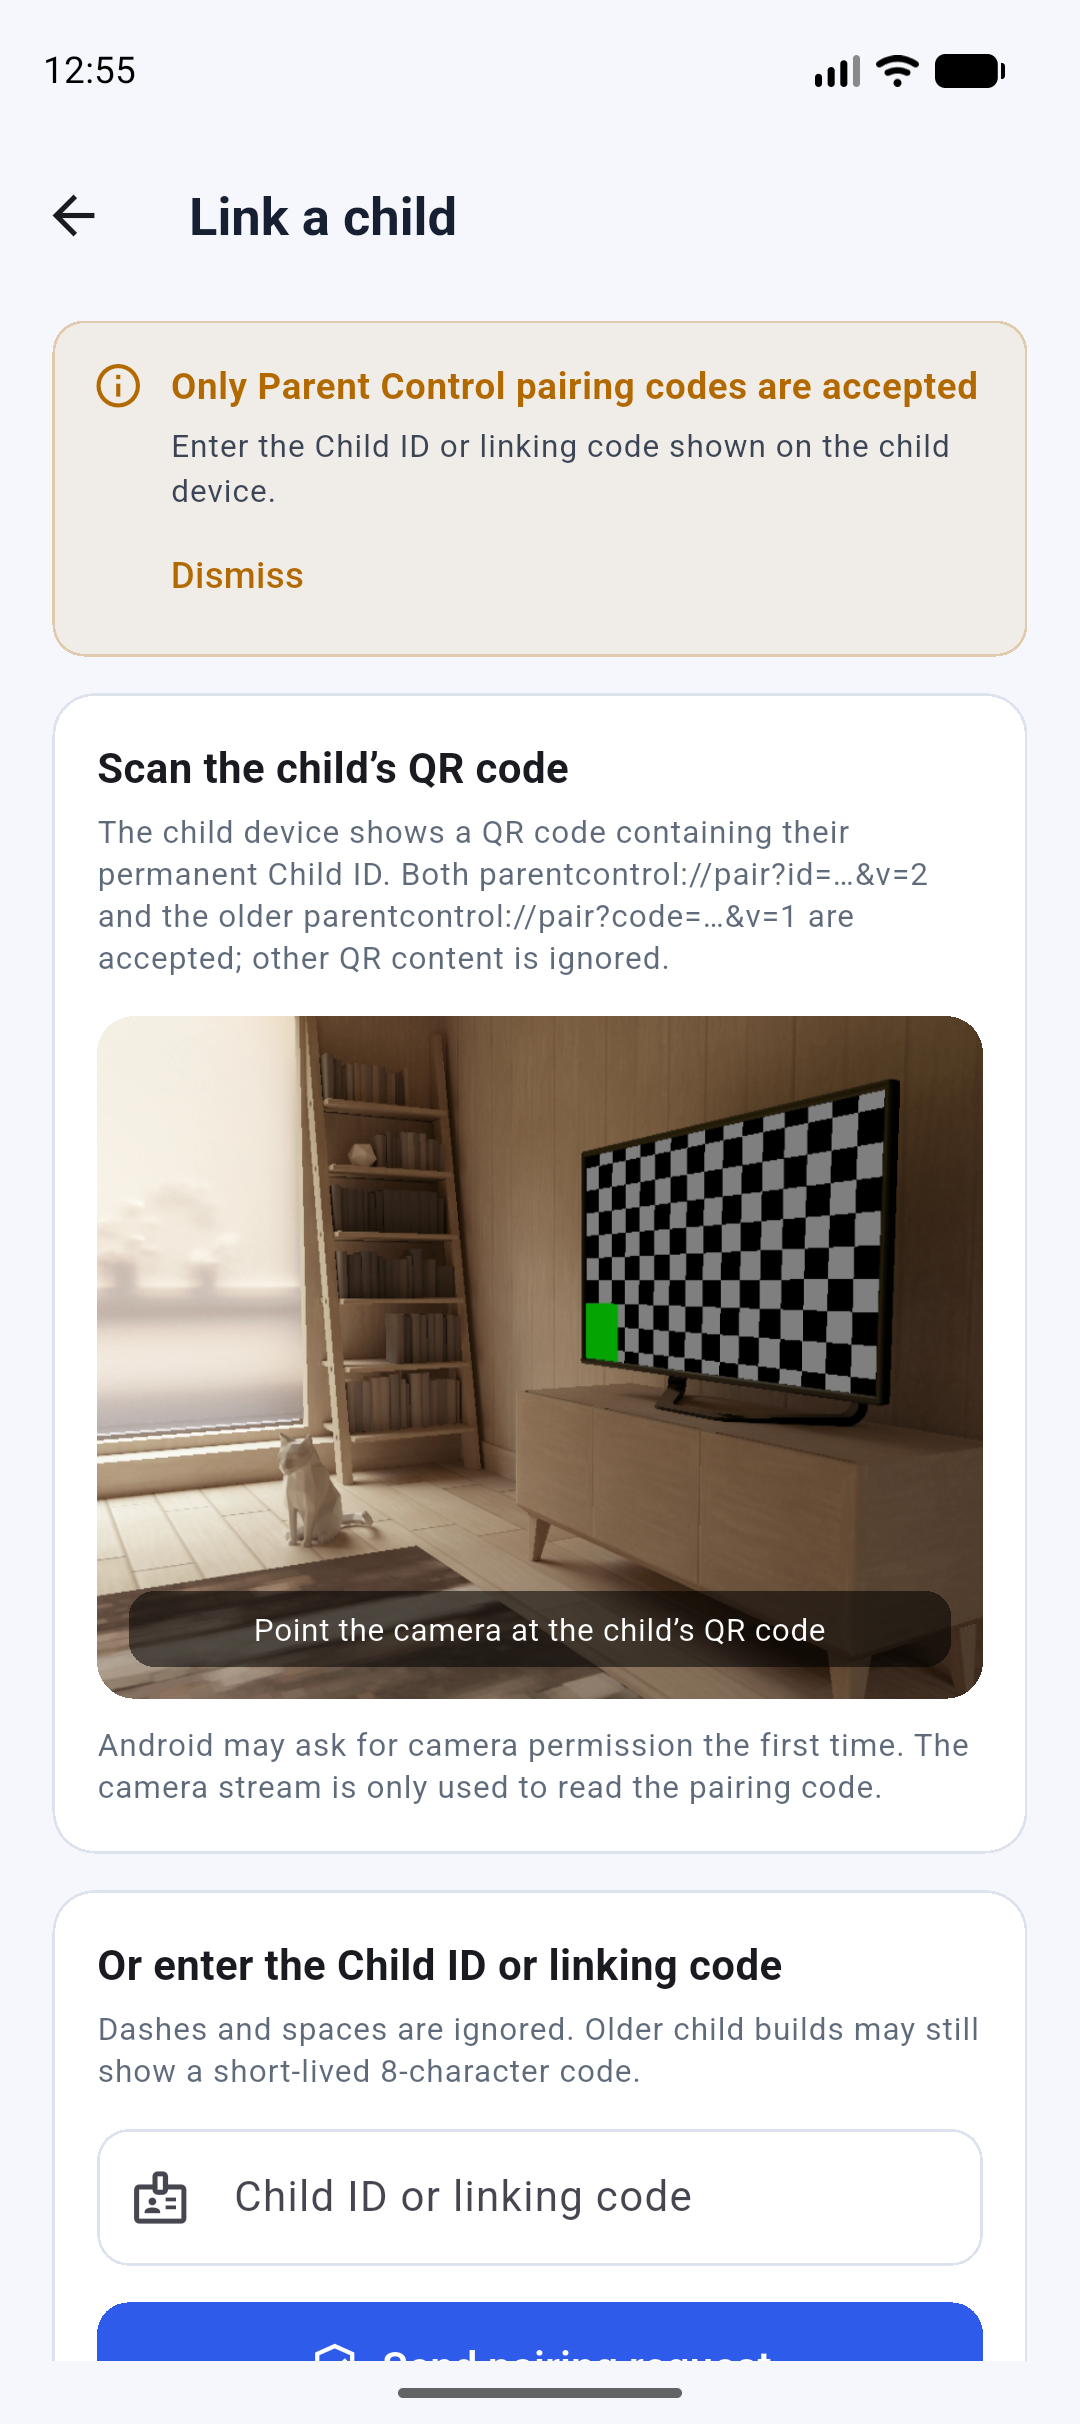 12:55
Link a child
Only Parent Control pairing codes are accepted
Enter the Child ID or linking code shown on the child
device.
Dismiss
Scan the child’s QR code
The child device shows a QR code containing their
permanent Child ID. Both parentcontrol://pair?id=…&v=2
and the older parentcontrol://pair?code=…&v=1 are
accepted; other QR content is ignored.
Point the camera at the child’s QR code
Android may ask for camera permission the first time. The
camera stream is only used to read the pairing code.
Or enter the Child ID or linking code
Dashes and spaces are ignored. Older child builds may still
show a short-lived 8-character code.
Child ID or linking code
Send pairing request